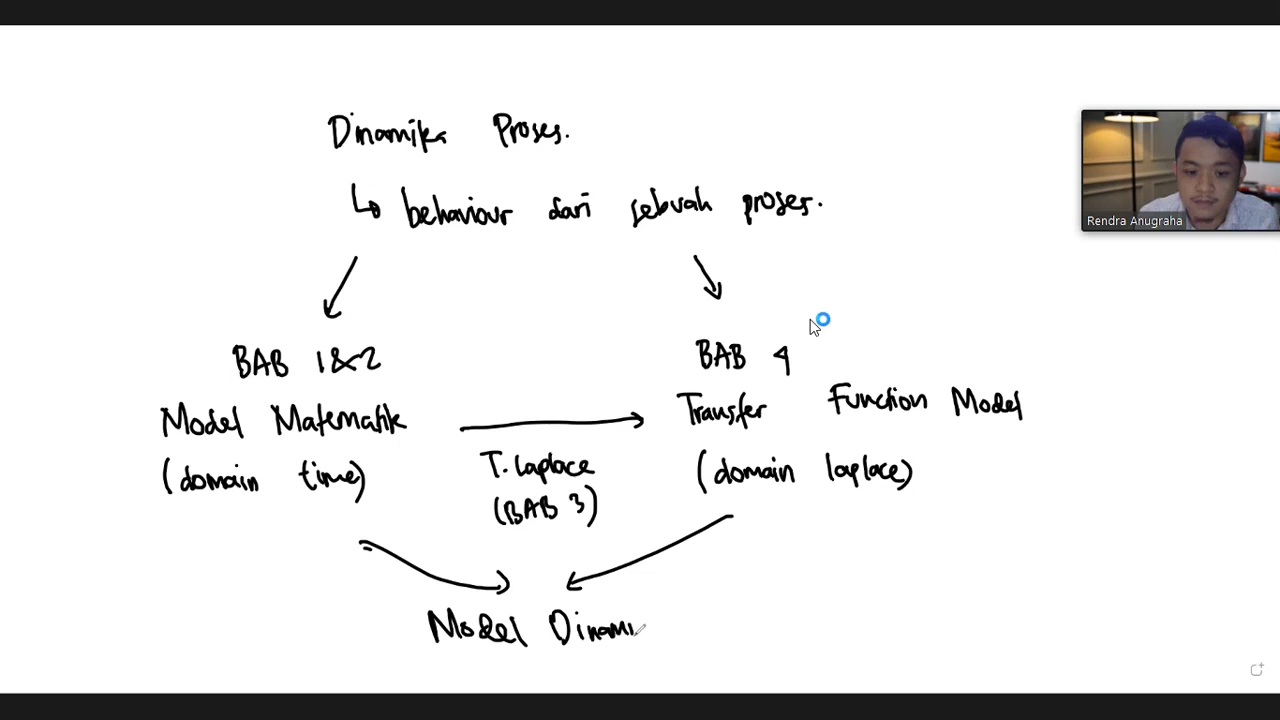 Dinamika Proses.
↳ behaviour dari sebuah proses.
BAB 1&2
BAB 4
Model Matematik
Transfer Function Model
(domain time)
T. Laplace
(BAB 3)
(domain laplace)
Model Dinami
Rendra Anugraha